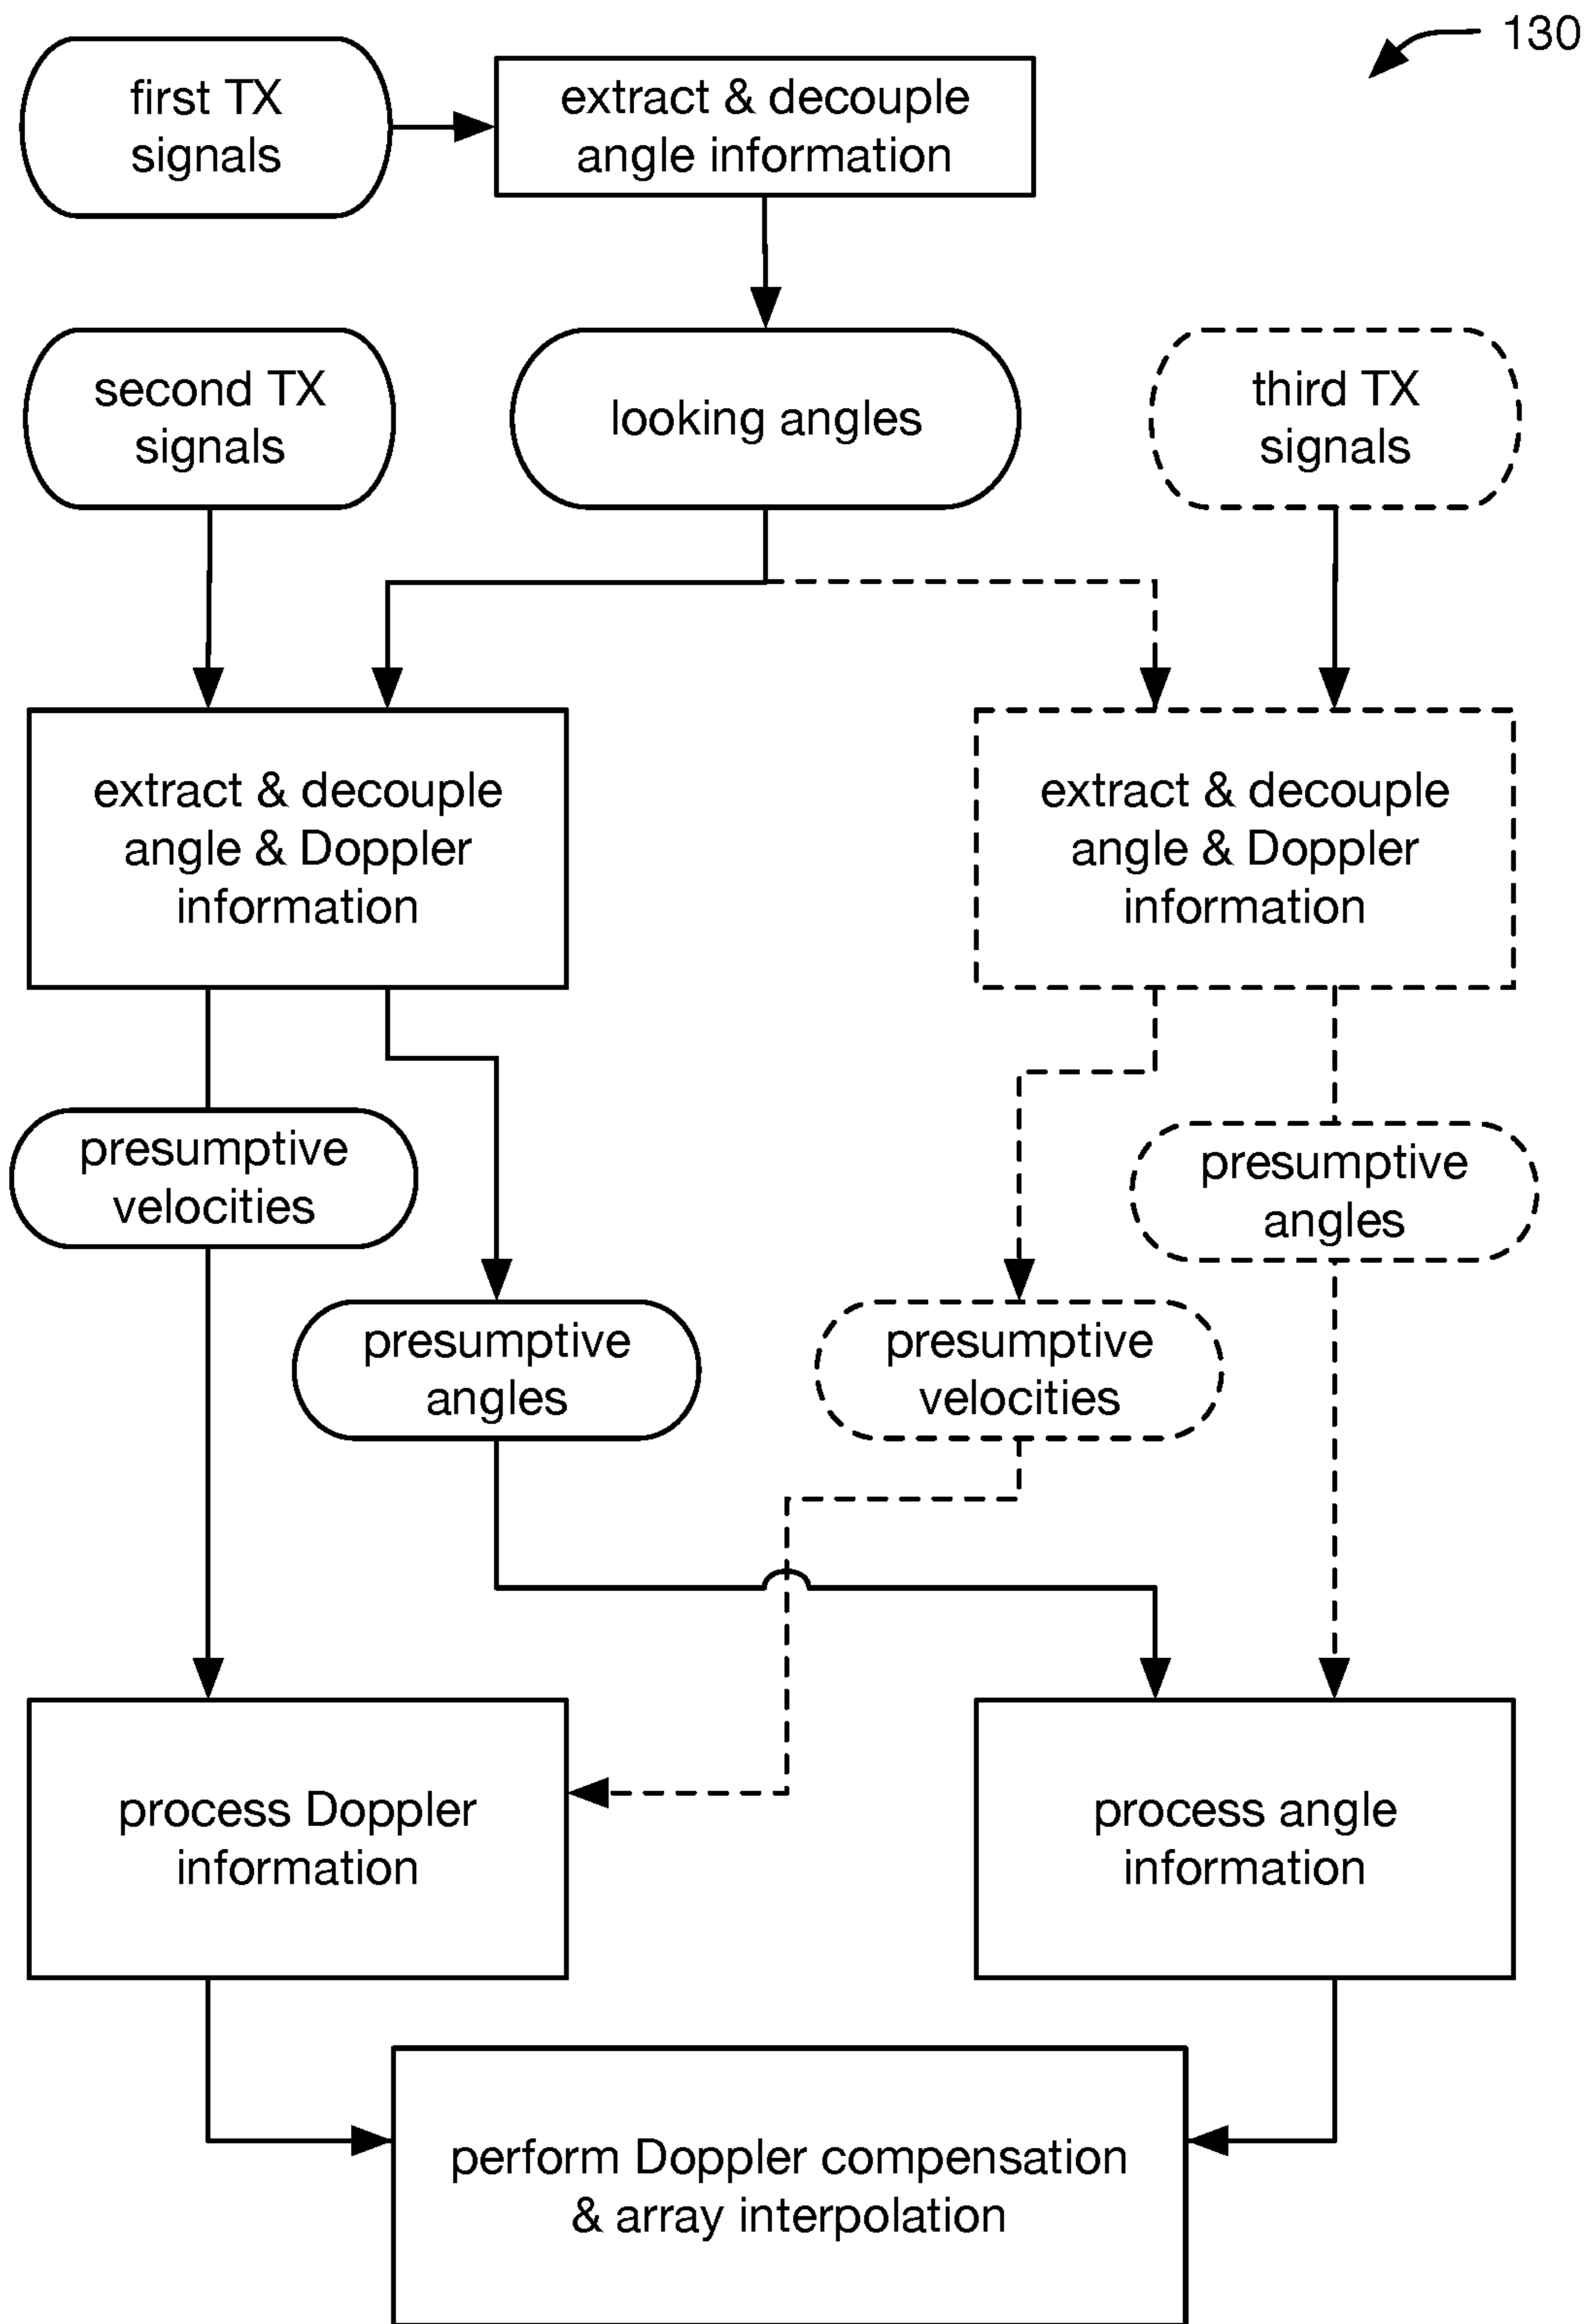 130
first TX
signals
extract & decouple
angle information
second TX
signals
looking angles
third TX
signals
extract & decouple
angle & Doppler
information
extract & decouple
angle & Doppler
information
presumptive
velocities
presumptive
angles
presumptive
angles
presumptive
velocities
process Doppler
information
process angle
information
perform Doppler compensation
& array interpolation